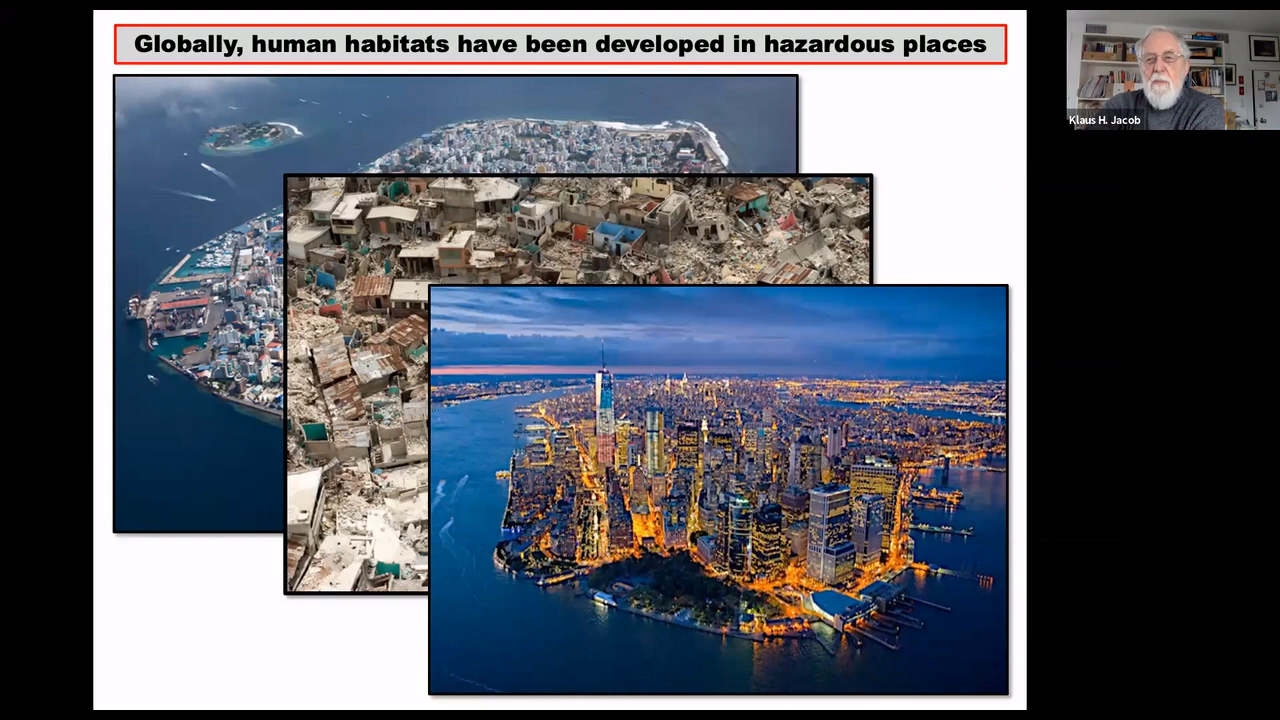 Globally, human habitats have been developed in hazardous places
Klaus H. Jacob